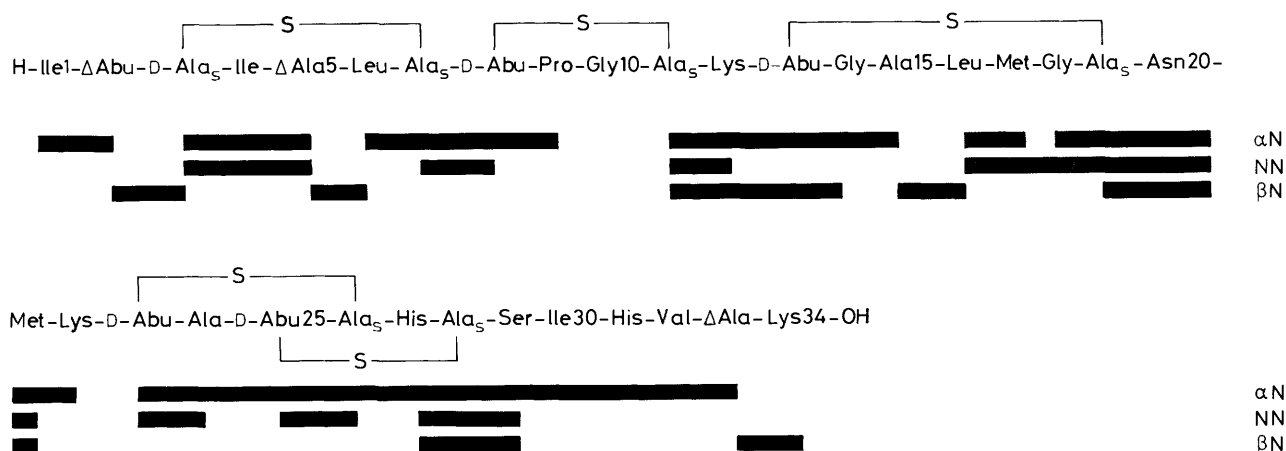 S S S
H-Ile1-ΔAbu-D-Alaₛ-Ile-ΔAla5-Leu-Alaₛ-D-Abu-Pro-Gly10-Alaₛ-Lys-D-Abu-Gly-Ala15-Leu-Met-Gly-Alaₛ-Asn20-
αN
NN
βN
S
Met-Lys-D-Abu-Ala-D-Abu25-Alaₛ-His-Alaₛ-Ser-Ile30-His-Val-ΔAla-Lys34-OH
S
αN
NN
βN